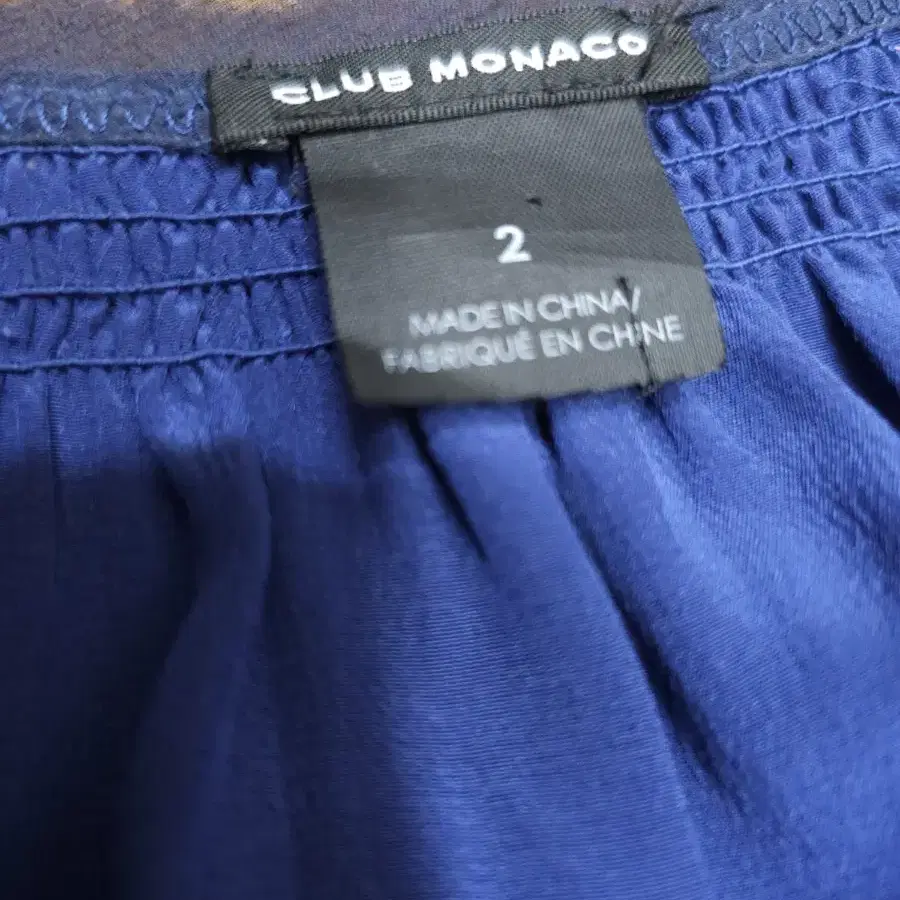 CLUB MONACO
2
MADE IN CHINA/
FABRIQUÉ EN CHINE